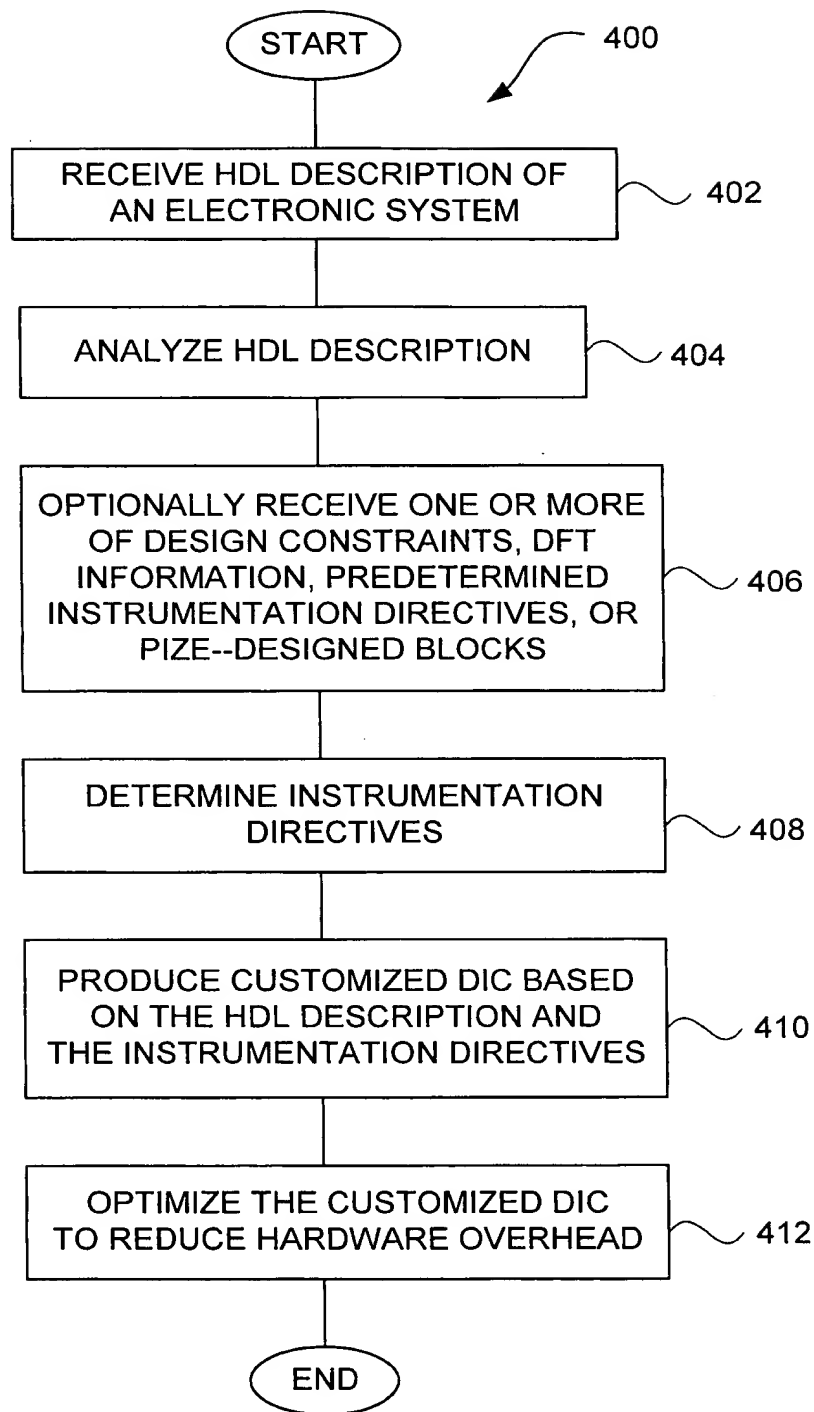 START
400
RECEIVE HDL DESCRIPTION OF
AN ELECTRONIC SYSTEM
402
ANALYZE HDL DESCRIPTION
404
OPTIONALLY RECEIVE ONE OR MORE
OF DESIGN CONSTRAINTS, DFT
INFORMATION, PREDETERMINED
INSTRUMENTATION DIRECTIVES, OR
PIZE--DESIGNED BLOCKS
406
DETERMINE INSTRUMENTATION
DIRECTIVES
408
PRODUCE CUSTOMIZED DIC BASED
ON THE HDL DESCRIPTION AND
THE INSTRUMENTATION DIRECTIVES
410
OPTIMIZE THE CUSTOMIZED DIC
TO REDUCE HARDWARE OVERHEAD
412
END